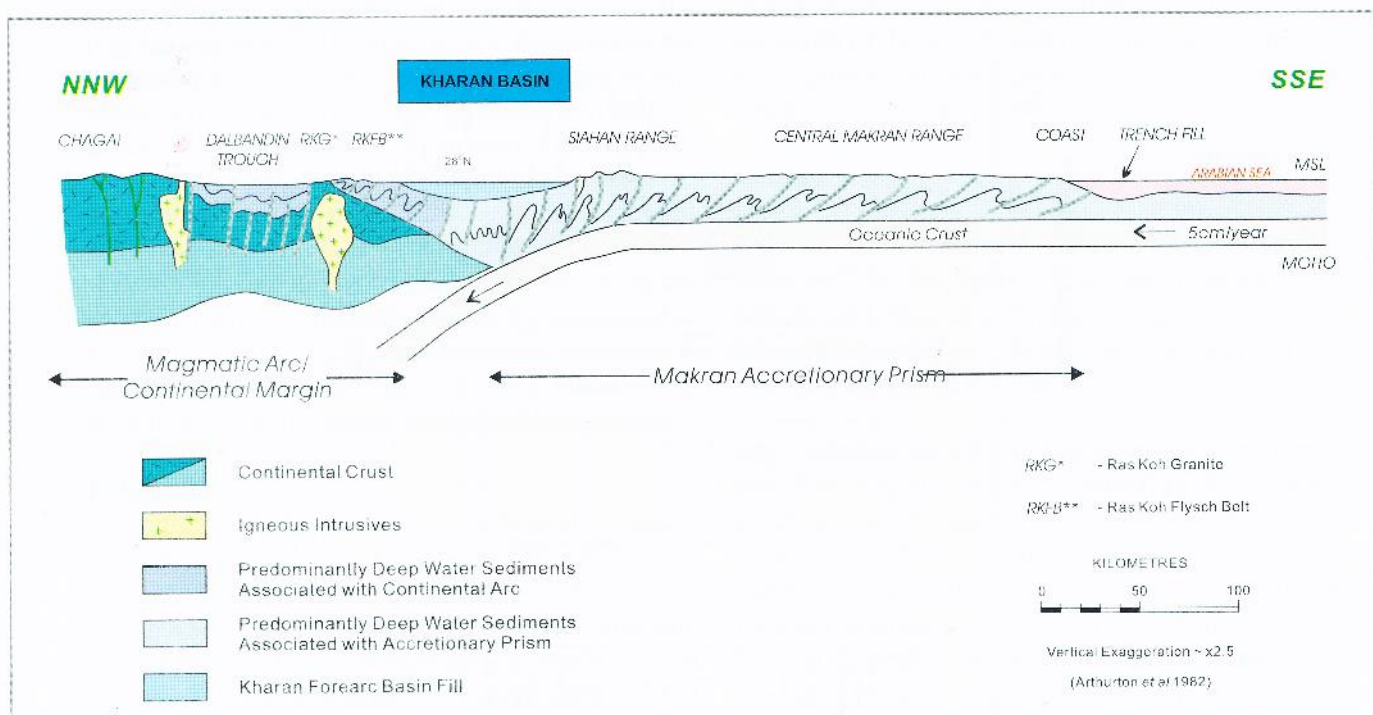 KHARAN BASIN
NNW
SSE
CHAGAI
DALBANDIN
TROUGH
RKG*
RKFB**
28°N
SIAHAN RANGE
CENTRAL MAKRAN RANGE
COAST
TRENCH FILL
ARABIAN SEA
MSL
Oceanic Crust
5cm/year
MOHO
Magmatic Arc/
Continental Margin
Makran Accretionary Prism
Continental Crust
Igneous Intrusives
Predominantly Deep Water Sediments
Associated with Continental Arc
Predominantly Deep Water Sediments
Associated with Accretionary Prism
Kharan Forearc Basin Fill
RKG* - Ras Koh Granite
RKFB** - Ras Koh Flysch Belt
KILOMETRES
0 50 100
Vertical Exaggeration ~ x2.5
(Arthurton et al 1982)